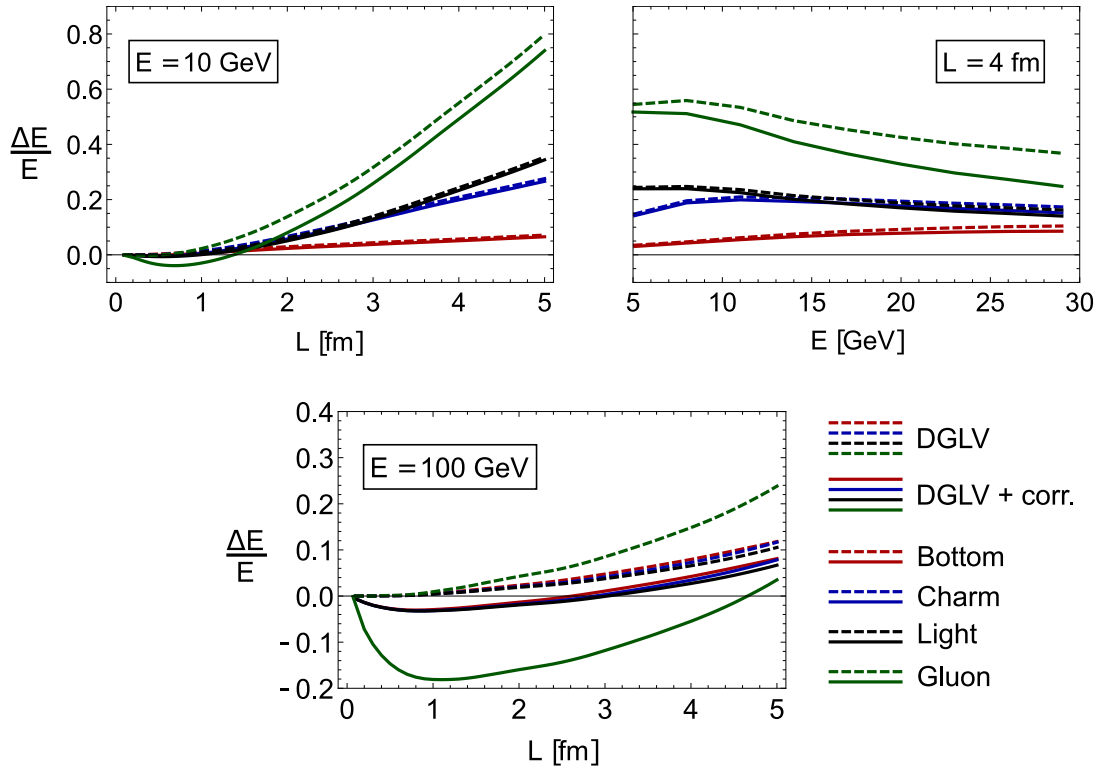 0.8
0.6
0.4
0.2
0.0
ΔE
E
E = 10 GeV
0 1 2 3 4 5
L [fm]
L = 4 fm
5 10 15 20 25 30
E [GeV]
0.4
0.3
0.2
0.1
0.0
-0.1
-0.2
ΔE
E
E = 100 GeV
0 1 2 3 4 5
L [fm]
DGLV
DGLV + corr.
Bottom
Charm
Light
Gluon